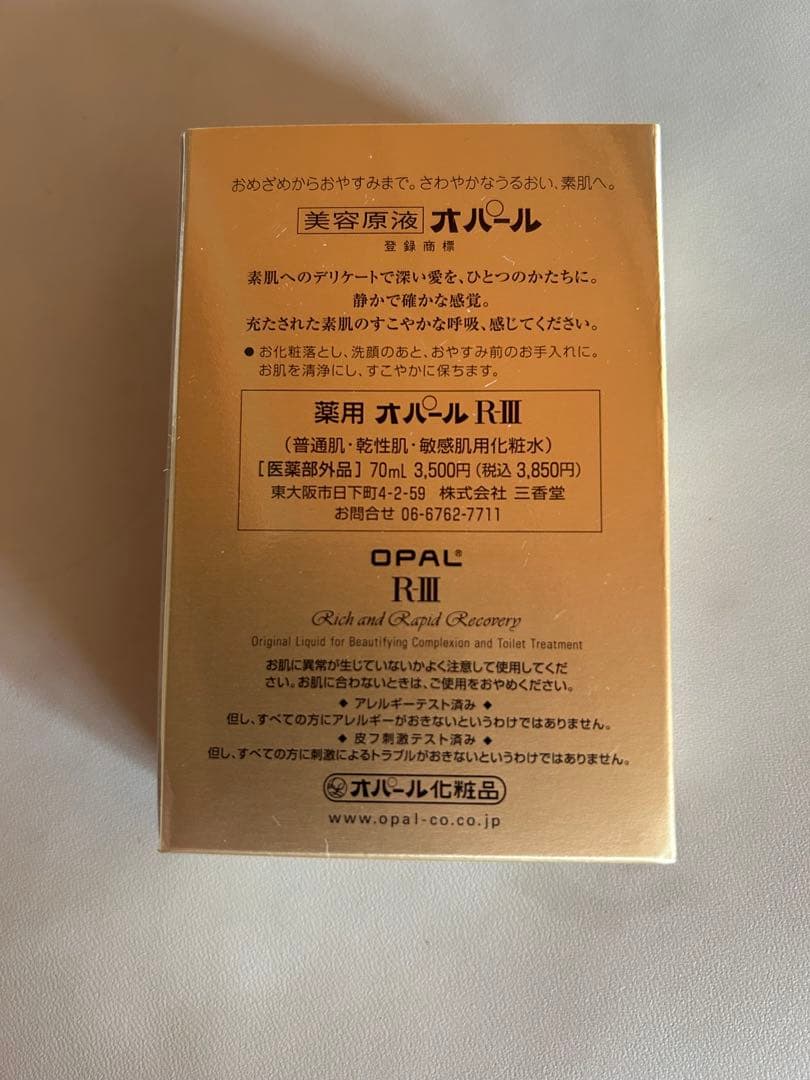 おめざめからおやすみまで。さわやかなうるおい、素肌へ。
美容原液 オパール
登録商標
素肌へのデリケートで深い愛を、ひとつのかたちに。
静かで確かな感覚。
充たされた素肌のすこやかな呼吸、感じてください。
●お化粧落とし、洗顔のあと、おやすみ前のお手入れに。
お肌を清浄にし、すこやかに保ちます。
薬用 オパール R-III
（普通肌・乾性肌・敏感肌用化粧水）
［医薬部外品］70mL 3,500円（税込 3,850円）
東大阪市日下町4-2-59 株式会社 三香堂
お問合せ 06-6762-7711
OPAL®
R-III
Rich and Rapid Recovery
Original Liquid for Beautifying Complexion and Toilet Treatment
お肌に異常が生じていないかよく注意して使用してくだ
さい。お肌に合わないときは、ご使用をおやめください。
◆ アレルギーテスト済み ◆
但し、すべての方にアレルギーがおきないというわけではありません。
◆ 皮フ刺激テスト済み ◆
但し、すべての方に刺激によるトラブルがおきないというわけではありません。
オパール化粧品
www.opal-co.co.jp